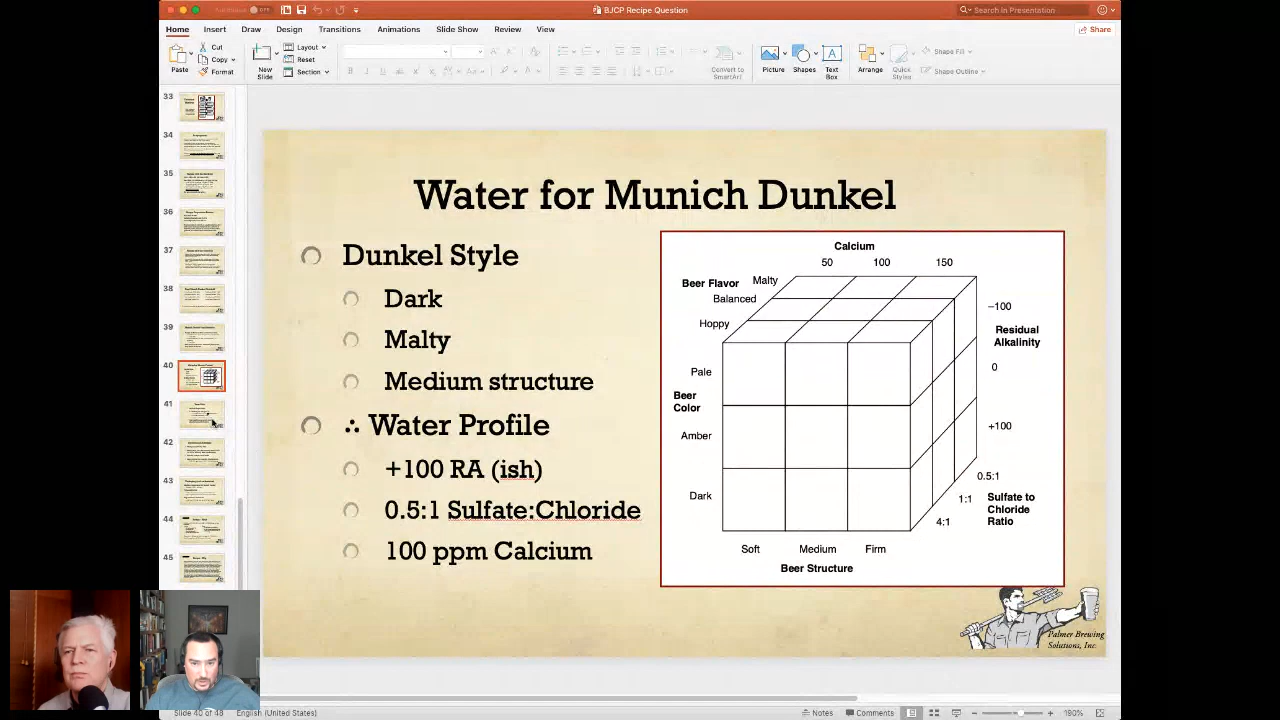 BJCP Recipe Question
Search in Presentation
Home Insert Draw Design Transitions Animations Slide Show Review View
Share
Paste
Cut
Copy
Format
New
Slide
Layout
Reset
Section
Convert to
SmartArt
Picture
Shapes
Text
Box
Arrange
Quick
Styles
Shape Fill
Shape Outline
33
34
35
36
37
38
39
40
41
42
43
44
45
Water for Munich Dunkel
Dunkel Style
Dark
Malty
Medium structure
∴ Water Profile
+100 RA (ish)
0.5:1 Sulfate:Chloride
100 ppm Calcium
Calcium
50 100 150
Beer Flavor Malty
Balanced
Hoppy
−100
Residual
Alkalinity
0
+100
Pale
Beer
Color
Amber
Dark
0.5:1
1:1
4:1
Sulfate to
Chloride
Ratio
Soft Medium Firm
Beer Structure
Palmer Brewing
Solutions, Inc.
Slide 40 of 48 English (United States)
Notes Comments 190%